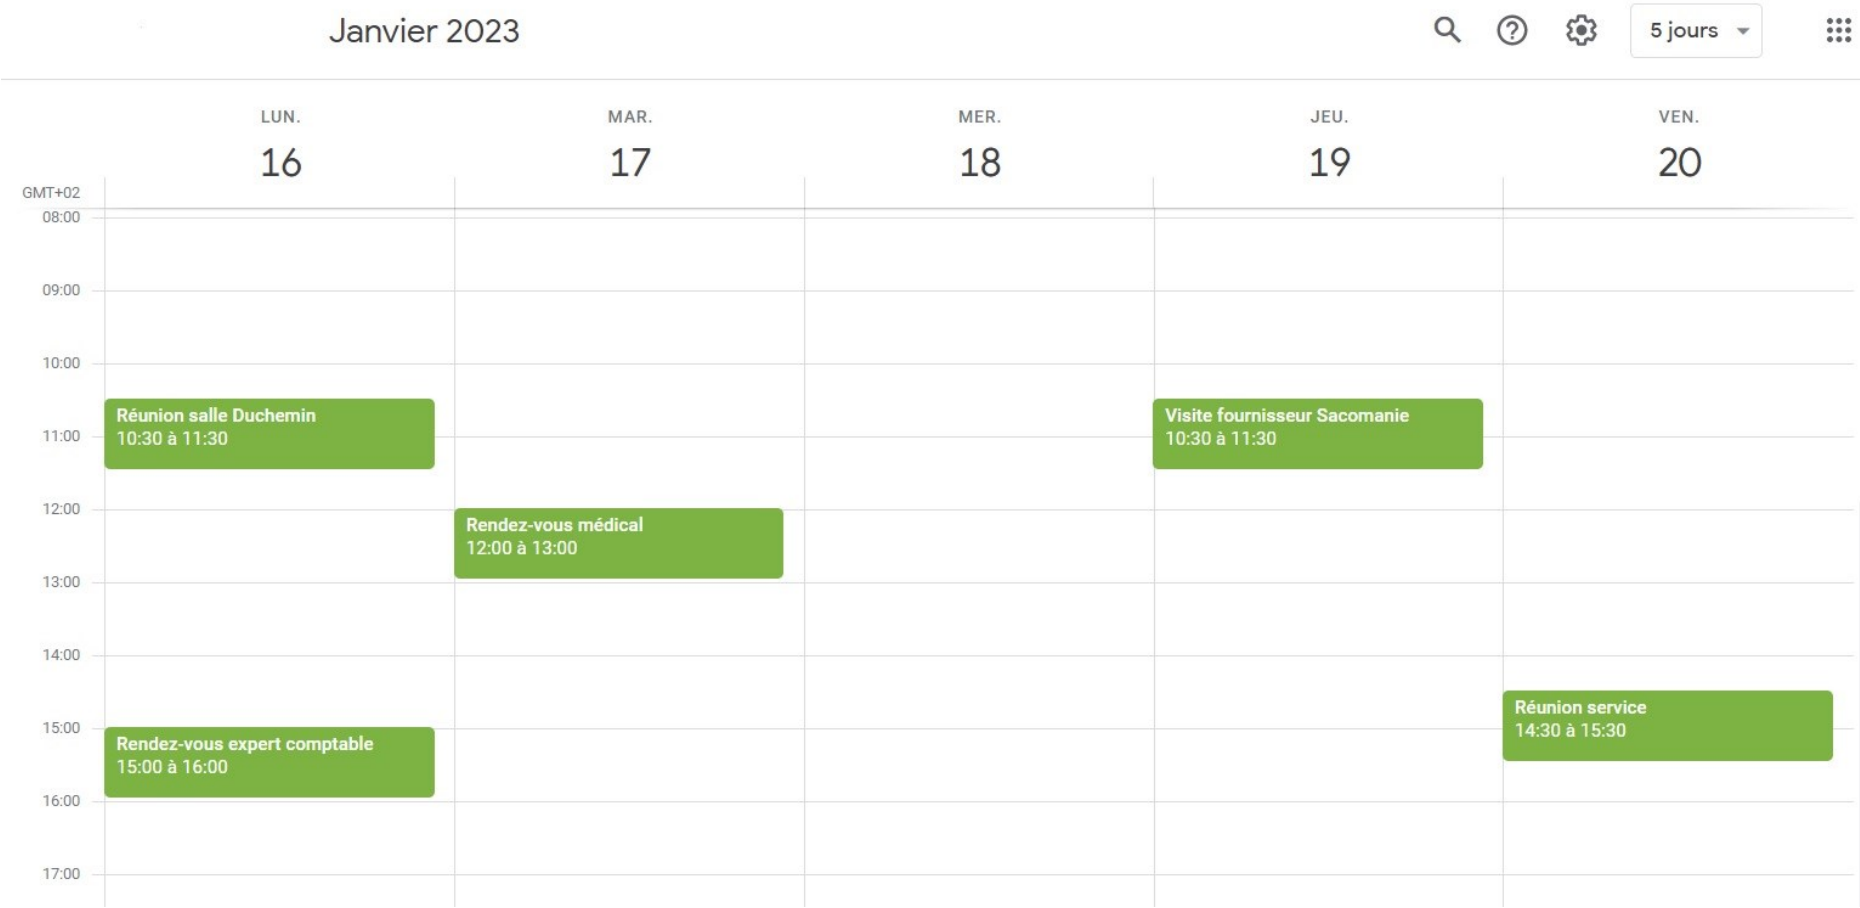 Janvier 2023
5 jours
LUN.
MAR.
MER.
JEU.
VEN.
16
17
18
19
20
GMT+02
08:00
09:00
10:00
Réunion salle Duchemin
10:30 à 11:30
Visite fournisseur Sacomanie
10:30 à 11:30
11:00
12:00
Rendez-vous médical
12:00 à 13:00
13:00
14:00
Réunion service
14:30 à 15:30
15:00
Rendez-vous expert comptable
15:00 à 16:00
16:00
17:00